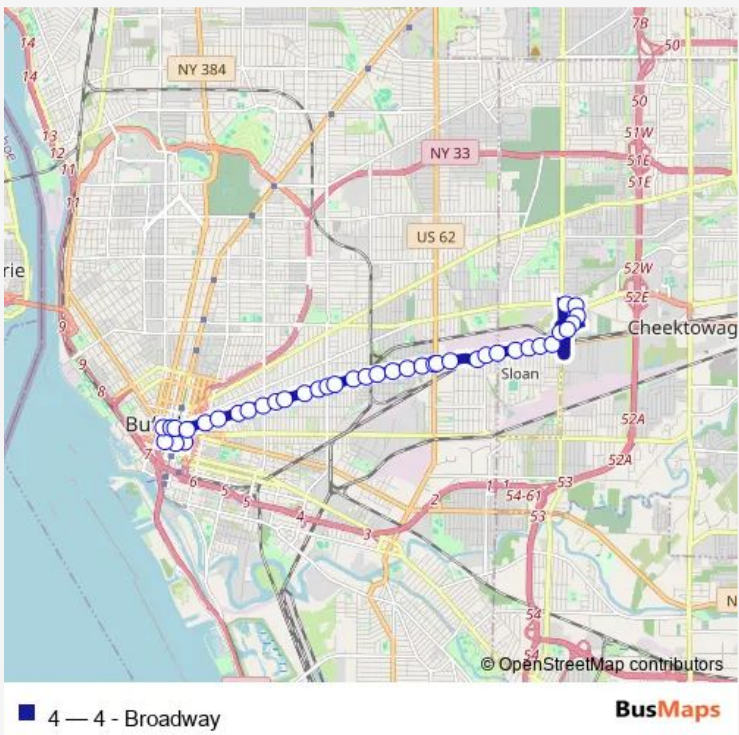 7B
14
50
14
NY 384
50
13
51W
12
NY 33
51E
11
51E
11
US 62
52W
rie
52E
9
Cheektowag
9
Sloan
8
Bu
52A
7
52A
6
5
5
4
3
2
1
1
54-61
53
53
N
54
54
© OpenStreetMap contributors
4 — 4 - Broadway
BusMaps